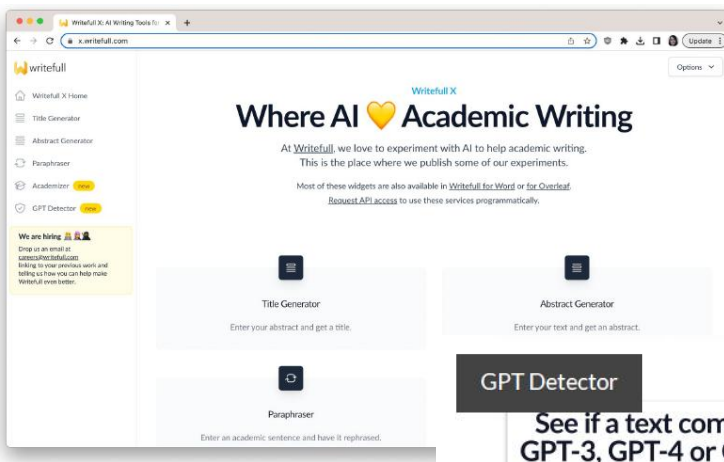 Writefull X: AI Writing Tools fo
x.writefull.com
Update
writefull
Options
Writefull X Home
Title Generator
Abstract Generator
Paraphraser
Academizer new
GPT Detector new
We are hiring
Drop us an email at
careers@writefull.com
linking to your previous work and
telling us how you can help make
Writefull even better.
Writefull X
Where AI 💛 Academic Writing
At Writefull, we love to experiment with AI to help academic writing.
This is the place where we publish some of our experiments.
Most of these widgets are also available in Writefull for Word or for Overleaf.
Request API access to use these services programmatically.
Title Generator
Enter your abstract and get a title.
Abstract Generator
Enter your text and get an abstract.
Paraphraser
Enter an academic sentence and have it rephrased.
GPT Detector
See if a text com
GPT-3, GPT-4 or